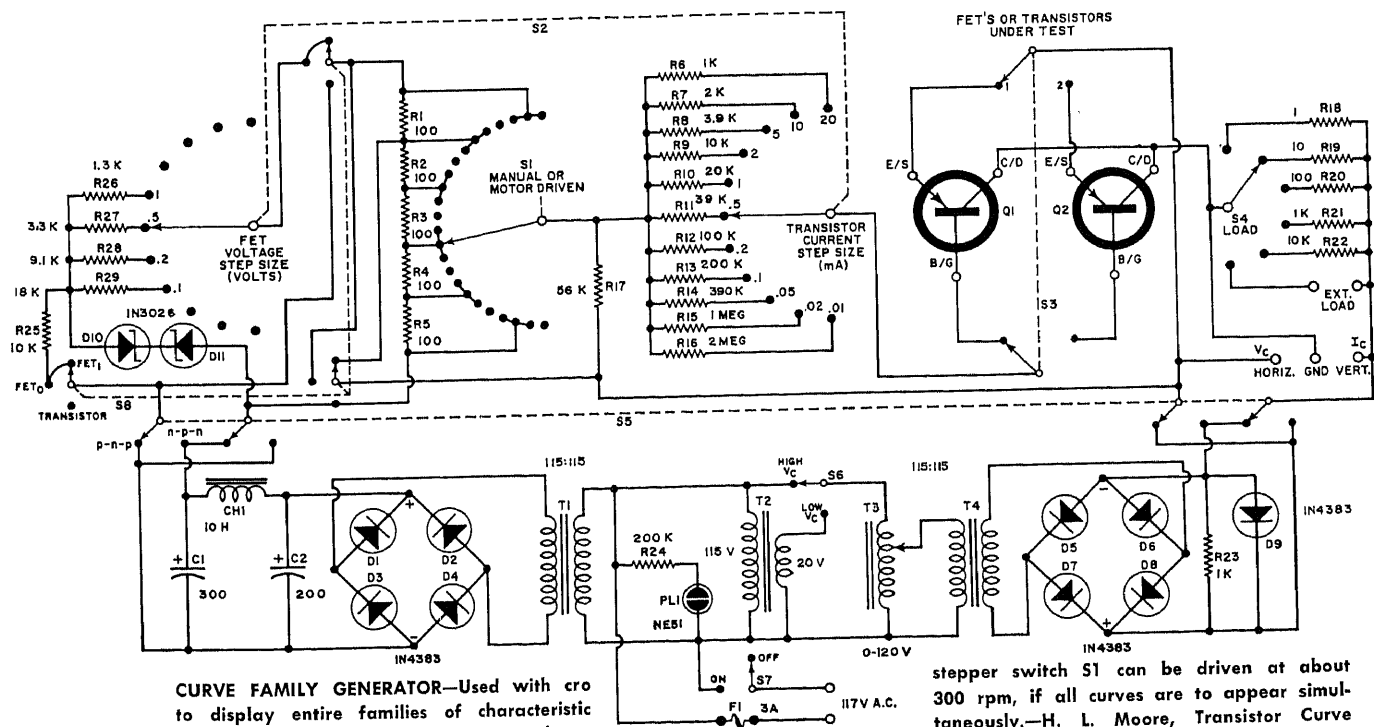 S2
FET'S OR TRANSISTORS
UNDER TEST
R6 1K
R7 2K
R8 3.9K
R9 10K
R10 20K
R11 39K
R12 100K
R13 200K
R14 390K
R15 1 MEG
R16 2MEG
20
10
5
2
1
.5
.2
.1
.05
.02 .01
TRANSISTOR
CURRENT
STEP SIZE
(mA)
R1
100
R2
100
R3
100
R4
100
R5
100
S1
MANUAL OR
MOTOR DRIVEN
56 K R17
1.3 K
R26 1
3.3 K R27 .5
9.1K R28 .2
18 K R29 .1
FET
VOLTAGE
STEP SIZE
(VOLTS)
R25
10 K
1N3026
D10 D11
FET0 FET1
TRANSISTOR
S8
1 2
E/S C/D E/S C/D
Q1 Q2
B/G B/G
S3
1 R18
10 R19
100 R20
1K R21
10K R22
S4
LOAD
EXT.
LOAD
VC IC
HORIZ. GND VERT.
S5
p-n-p n-p-n
CH1
10 H
+ C1
300
+ C2
200
+
D1 D2
D3 D4
-
1N4383
115:115
T1
200 K
R24
PL1
NE51
115 V
T2
20 V
HIGH
VC
S6
LOW
VC
T3
0-120 V
115:115
T4
-
D5 D6
D7 D8
+
1N4383
R23
1K
D9
1N4383
OFF
ON S7
F1 3A
117V A.C.
CURVE FAMILY GENERATOR—Used with cro
to display entire families of characteristic
stepper switch S1 can be driven at about
300 rpm, if all curves are to appear simul-
taneously.—H. L. Moore, Transistor Curve